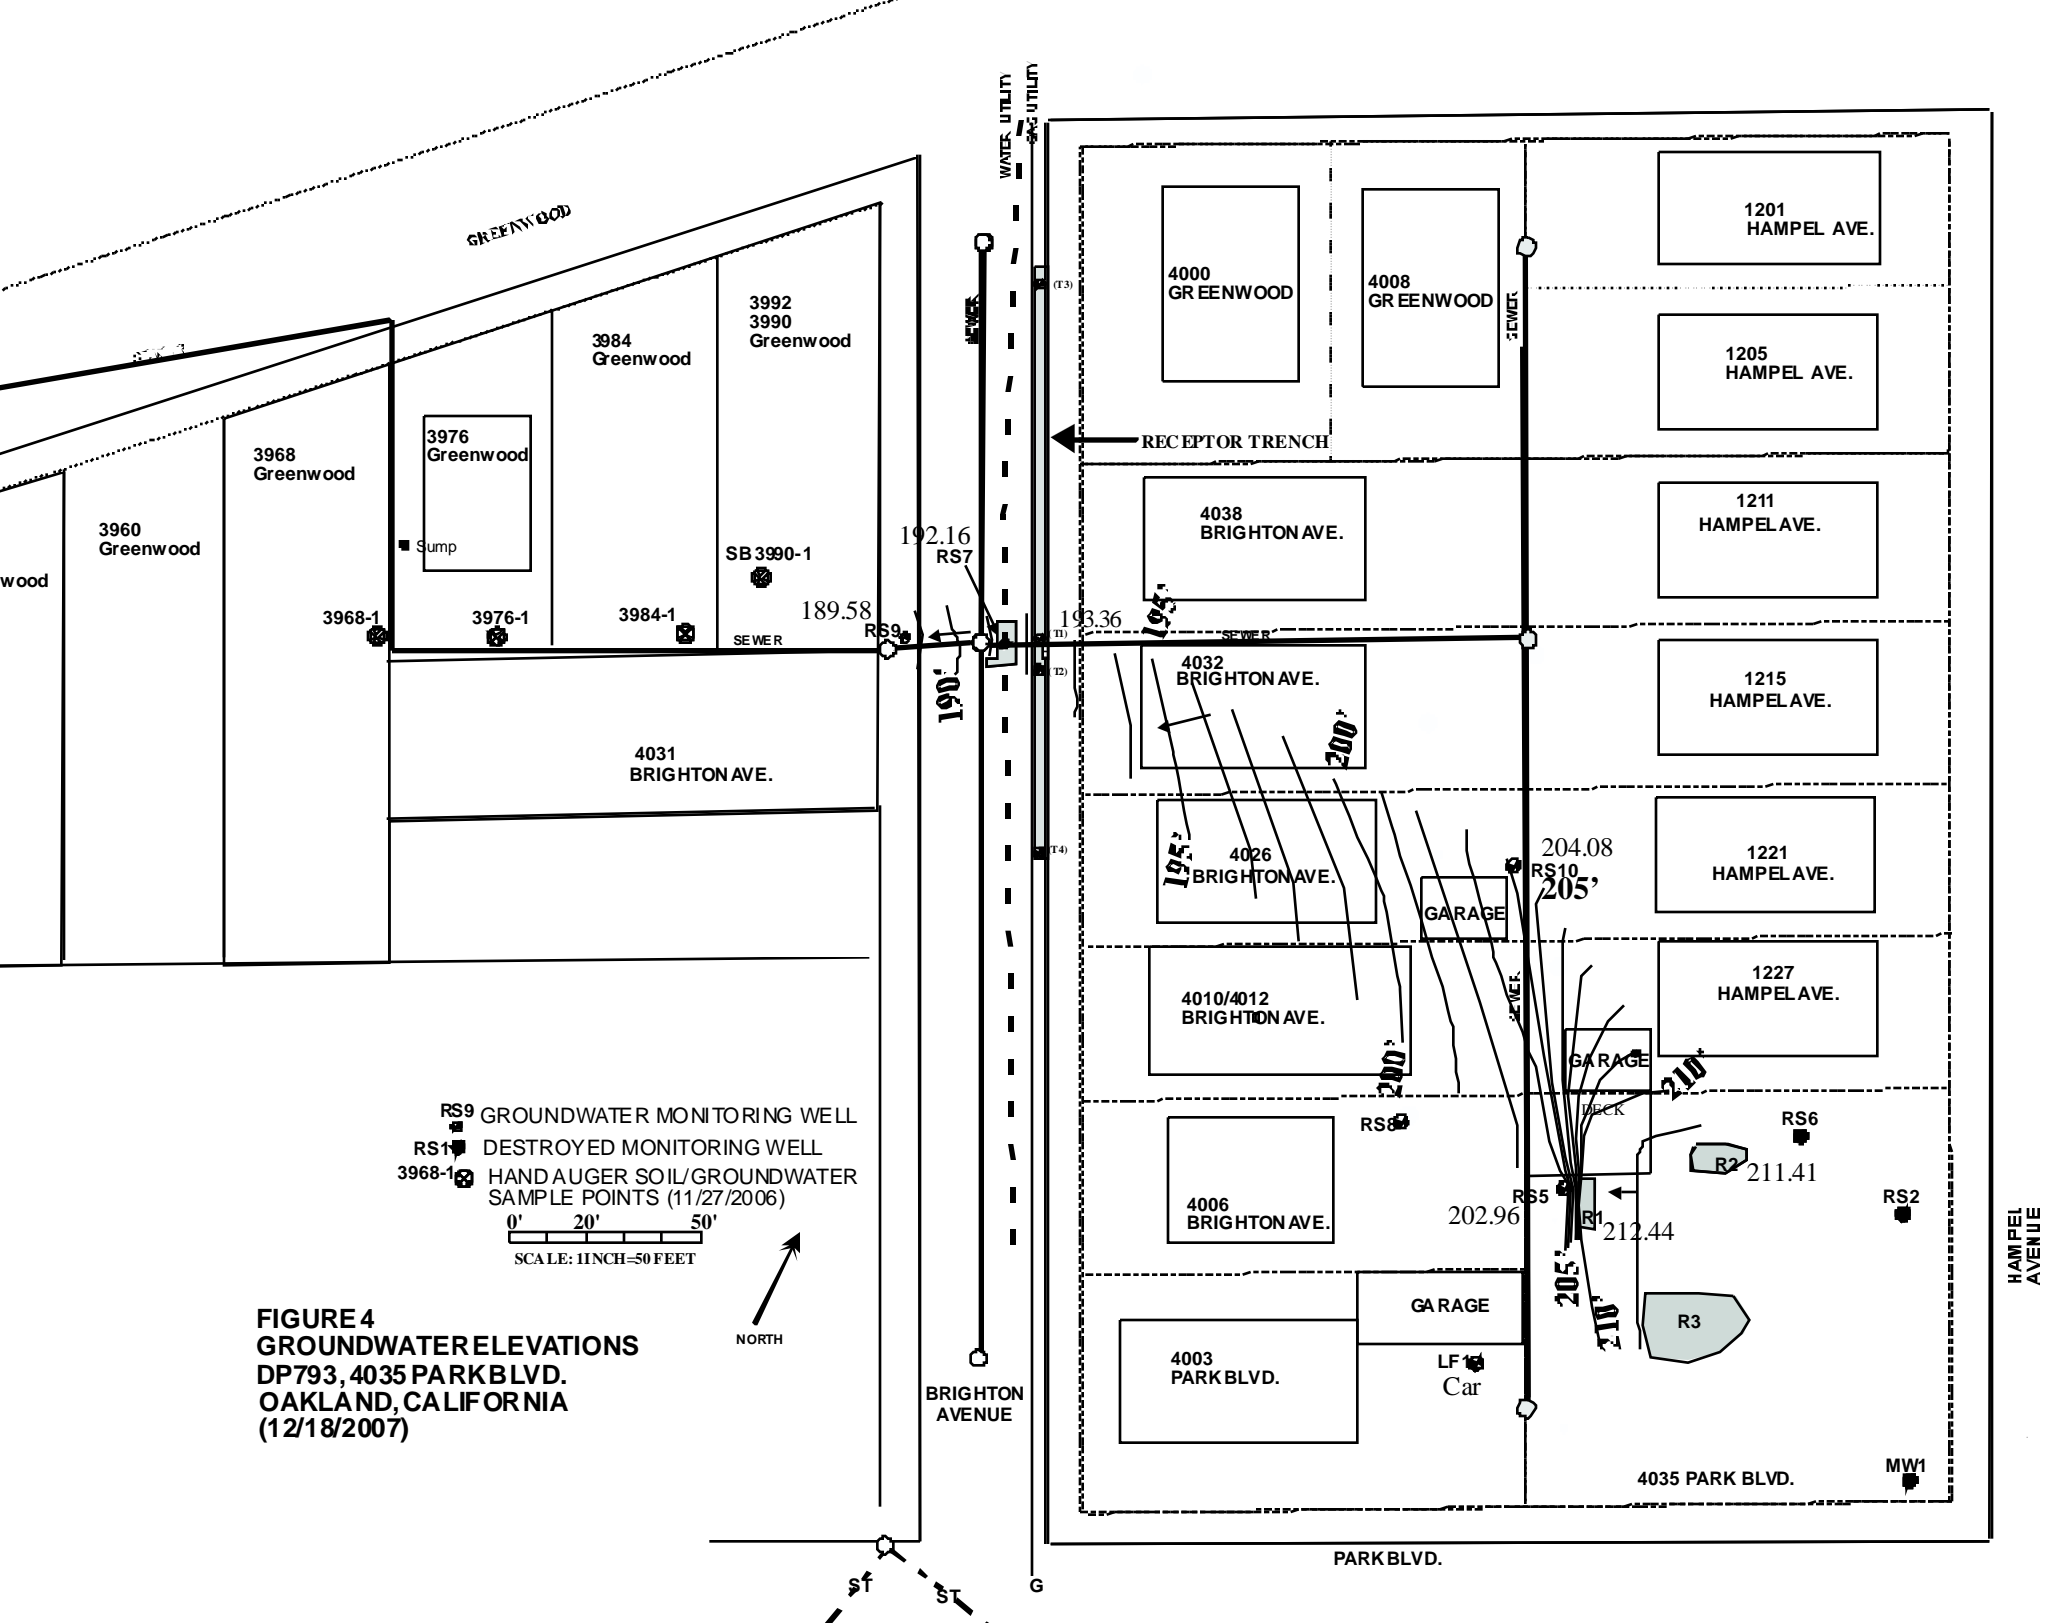 WATER UTILITY
GREENWOOD
1201
HAMPEL AVE.
4000
GREENWOOD
4008
GREENWOOD
SEWER
SEWER
(T3)
3992
3990
Greenwood
3984
Greenwood
1205
HAMPEL AVE.
3976
Greenwood
3968
Greenwood
RECEPTOR TRENCH
3960
Greenwood
wood
Sump
SB3990-1
192.16
RS7
4038
BRIGHTON AVE.
1211
HAMPEL AVE.
3968-1
3976-1
3984-1
189.58
RS9
193.36
(T1)
195'
SEWER
SEWER
(T2)
190'
4032
BRIGHTON AVE.
1215
HAMPEL AVE.
200'
4031
BRIGHTON AVE.
(T4)
195'
4026
BRIGHTON AVE.
204.08
RS10
205'
GARAGE
1221
HAMPEL AVE.
4010/4012
BRIGHTON AVE.
SEWER
1227
HAMPEL AVE.
GARAGE
200'
210'
DECK
RS8
RS6
R2
211.41
RS5
202.96
R1
212.44
RS2
4006
BRIGHTON AVE.
205'
210'
R3
HAMPEL
AVENUE
RS9 GROUNDWATER MONITORING WELL
RS1 DESTROYED MONITORING WELL
3968-1 HAND AUGER SOIL/GROUNDWATER
SAMPLE POINTS (11/27/2006)
0' 20' 50'
SCALE: 1INCH=50 FEET
NORTH
FIGURE 4
GROUNDWATER ELEVATIONS
DP793, 4035 PARK BLVD.
OAKLAND, CALIFORNIA
(12/18/2007)
GARAGE
4003
PARK BLVD.
LF1
Car
BRIGHTON
AVENUE
4035 PARK BLVD.
MW1
PARK BLVD.
ST
ST
G